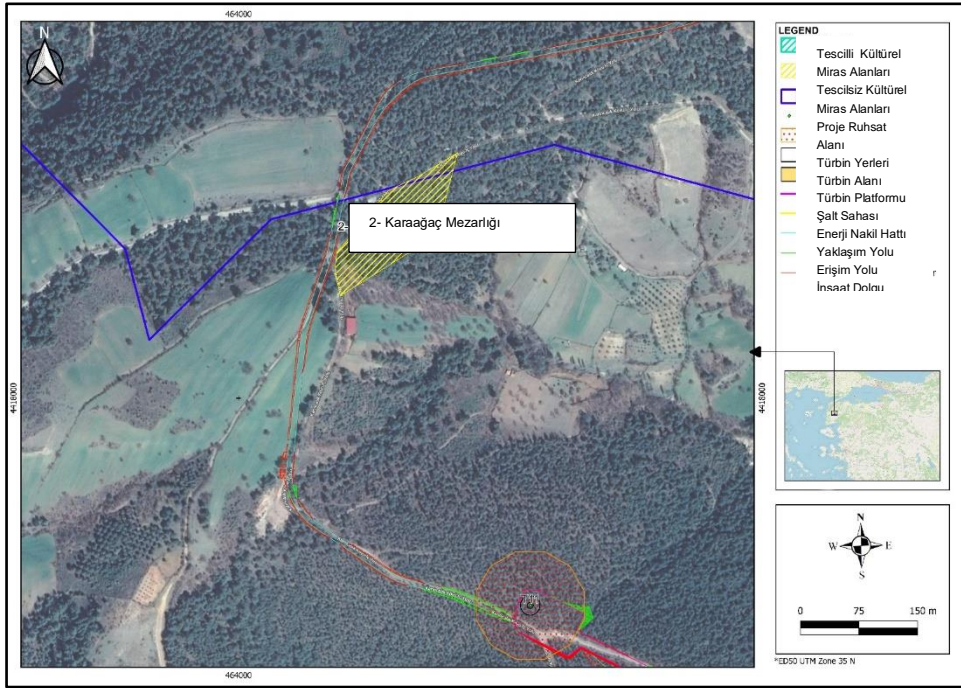 464000
N
2-
2- Karaağaç Mezarlığı
4418000
4418000
464000
LEGEND
Tescilli Kültürel
Miras Alanları
Tescilsiz Kültürel
Miras Alanları
Proje Ruhsat
Alanı
Türbin Yerleri
Türbin Alanı
Türbin Platformu
Şalt Sahası
Enerji Nakil Hattı
Yaklaşım Yolu
Erişim Yolu
İnşaat Dolgu
N
W E
S
0 75 150 m
*ED50 UTM Zone 35 N